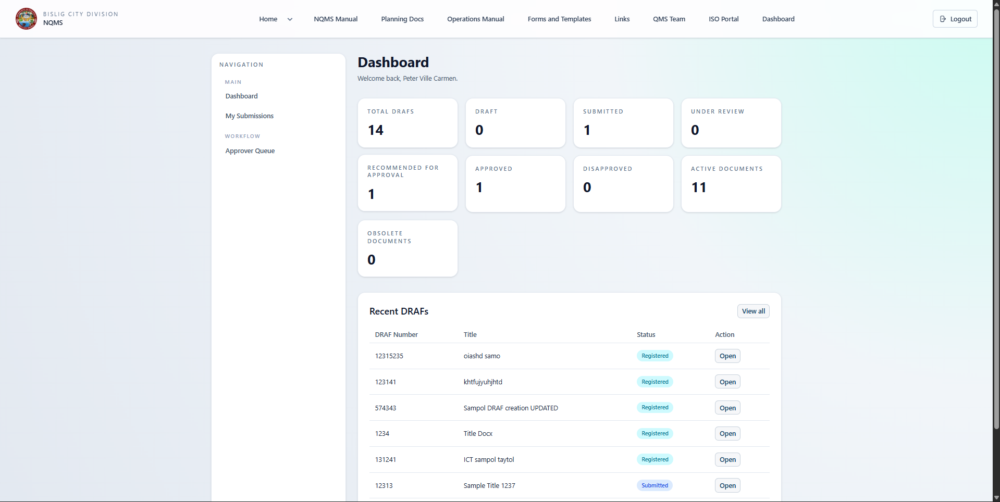 BISLIG CITY DIVISION
NQMS
Home
NQMS Manual
Planning Docs
Operations Manual
Forms and Templates
Links
QMS Team
ISO Portal
Dashboard
Logout
NAVIGATION
MAIN
Dashboard
My Submissions
WORKFLOW
Approver Queue
Dashboard
Welcome back, Peter Ville Carmen.
TOTAL DRAFS
14
DRAFT
0
SUBMITTED
1
UNDER REVIEW
0
RECOMMENDED FOR
APPROVAL
1
APPROVED
1
DISAPPROVED
0
ACTIVE DOCUMENTS
11
OBSOLETE
DOCUMENTS
0
Recent DRAFs
View all
DRAF Number Title Status Action
12315235 oiashd samo Registered Open
123141 khtfujyuhjhtd Registered Open
574343 Sampol DRAF creation UPDATED Registered Open
1234 Title Docx Registered Open
131241 ICT sampol taytol Registered Open
12313 Sample Title 1237 Submitted Open